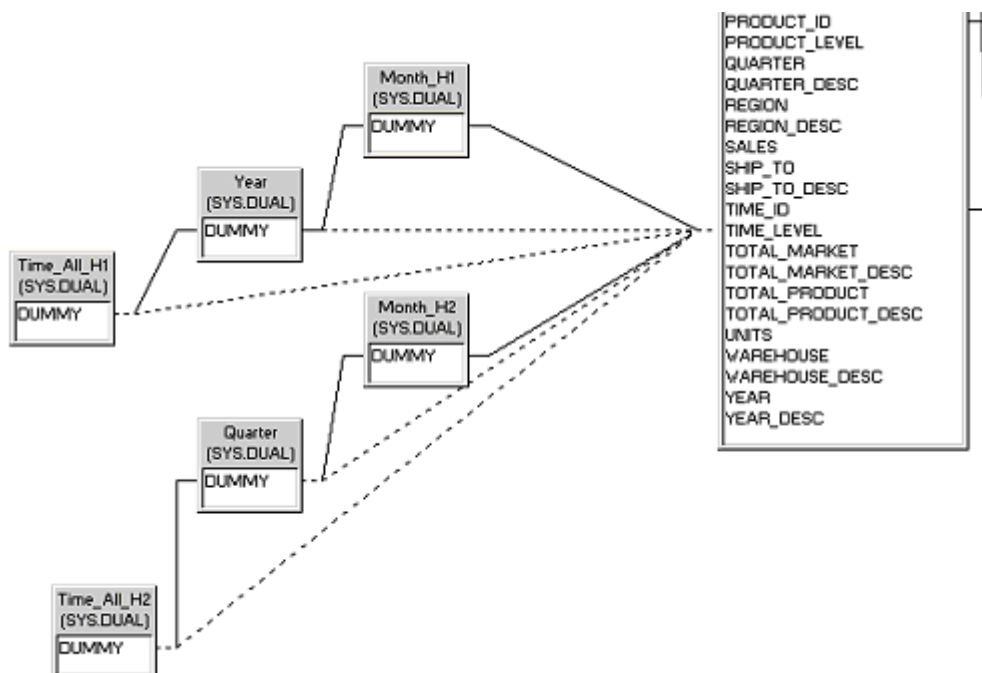 Month_H1
(SYS.DUAL)
DUMMY
Year
(SYS.DUAL)
DUMMY
Time_All_H1
(SYS.DUAL)
DUMMY
Month_H2
(SYS.DUAL)
DUMMY
Quarter
(SYS.DUAL)
DUMMY
Time_All_H2
(SYS.DUAL)
DUMMY
PRODUCT_ID
PRODUCT_LEVEL
QUARTER
QUARTER_DESC
REGION
REGION_DESC
SALES
SHIP_TO
SHIP_TO_DESC
TIME_ID
TIME_LEVEL
TOTAL_MARKET
TOTAL_MARKET_DESC
TOTAL_PRODUCT
TOTAL_PRODUCT_DESC
UNITS
WAREHOUSE
WAREHOUSE_DESC
YEAR
YEAR_DESC